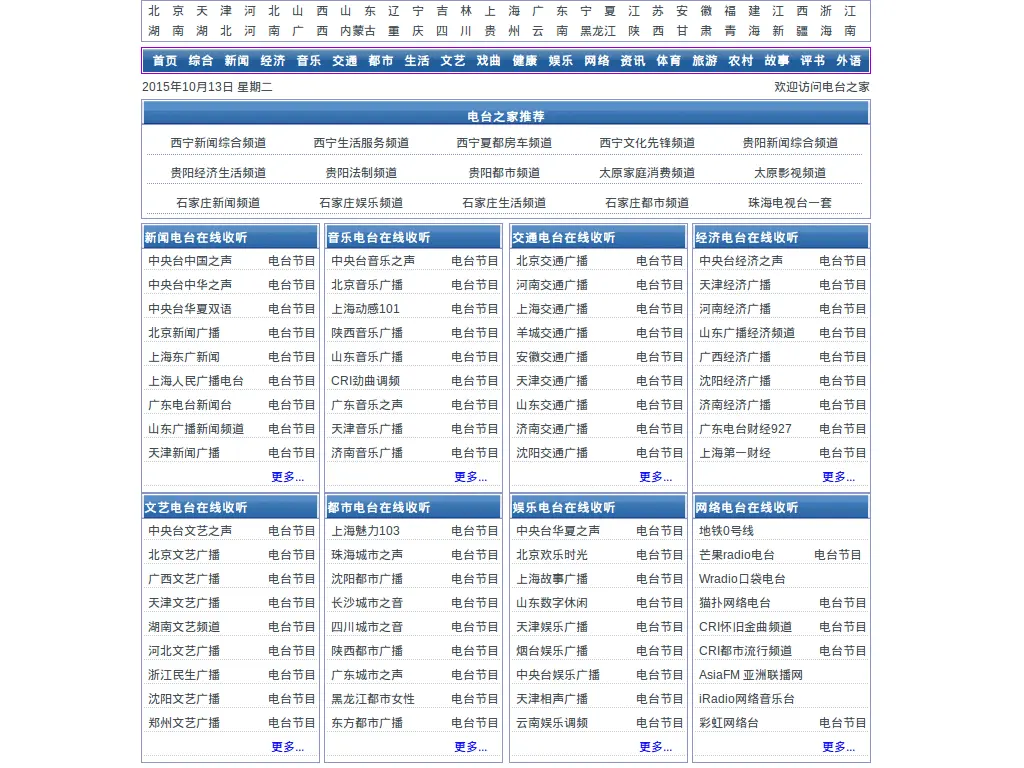 北 京 天 津 河 北 山 西 山 东 辽 宁 吉 林 上 海 广 东 宁 夏 江 苏 安 徽 福 建 江 西 浙 江
湖 南 湖 北 河 南 广 西 内蒙古 重 庆 四 川 贵 州 云 南 黑龙江 陕 西 甘 肃 青 海 新 疆 海 南
首页 综合 新闻 经济 音乐 交通 都市 生活 文艺 戏曲 健康 娱乐 网络 资讯 体育 旅游 农村 故事 评书 外语
2015年10月13日 星期二 欢迎访问电台之家
电台之家推荐
西宁新闻综合频道 西宁生活服务频道 西宁夏都房车频道 西宁文化先锋频道 贵阳新闻综合频道
贵阳经济生活频道 贵阳法制频道 贵阳都市频道 太原家庭消费频道 太原影视频道
石家庄新闻频道 石家庄娱乐频道 石家庄生活频道 石家庄都市频道 珠海电视台一套
新闻电台在线收听 音乐电台在线收听 交通电台在线收听 经济电台在线收听
中央台中国之声 电台节目 中央台音乐之声 电台节目 北京交通广播 电台节目 中央台经济之声 电台节目
中央台中华之声 电台节目 北京音乐广播 电台节目 河南交通广播 电台节目 天津经济广播 电台节目
中央台华夏双语 电台节目 上海动感101 电台节目 上海交通广播 电台节目 河南经济广播 电台节目
北京新闻广播 电台节目 陕西音乐广播 电台节目 羊城交通广播 电台节目 山东广播经济频道 电台节目
上海东广新闻 电台节目 山东音乐广播 电台节目 安徽交通广播 电台节目 广西经济广播 电台节目
上海人民广播电台 电台节目 CRI劲曲调频 电台节目 天津交通广播 电台节目 沈阳经济广播 电台节目
广东电台新闻台 电台节目 广东音乐之声 电台节目 山东交通广播 电台节目 济南经济广播 电台节目
山东广播新闻频道 电台节目 天津音乐广播 电台节目 济南交通广播 电台节目 广东电台财经927 电台节目
天津新闻广播 电台节目 济南音乐广播 电台节目 沈阳交通广播 电台节目 上海第一财经 电台节目
更多... 更多... 更多... 更多...
文艺电台在线收听 都市电台在线收听 娱乐电台在线收听 网络电台在线收听
中央台文艺之声 电台节目 上海魅力103 电台节目 中央台华夏之声 电台节目 地铁0号线
北京文艺广播 电台节目 珠海城市之声 电台节目 北京欢乐时光 电台节目 芒果radio电台 电台节目
广西文艺广播 电台节目 沈阳都市广播 电台节目 上海故事广播 电台节目 Wradio口袋电台
天津文艺广播 电台节目 长沙城市之音 电台节目 山东数字休闲 电台节目 猫扑网络电台 电台节目
湖南文艺频道 电台节目 四川城市之音 电台节目 天津娱乐广播 电台节目 CRI怀旧金曲频道 电台节目
河北文艺广播 电台节目 陕西都市广播 电台节目 烟台娱乐广播 电台节目 CRI都市流行频道 电台节目
浙江民生广播 电台节目 广东城市之声 电台节目 中央台娱乐广播 电台节目 AsiaFM 亚洲联播网
沈阳文艺广播 电台节目 黑龙江都市女性 电台节目 天津相声广播 电台节目 iRadio网络音乐台
郑州文艺广播 电台节目 东方都市广播 电台节目 云南娱乐调频 电台节目 彩虹网络台 电台节目
更多... 更多... 更多... 更多...